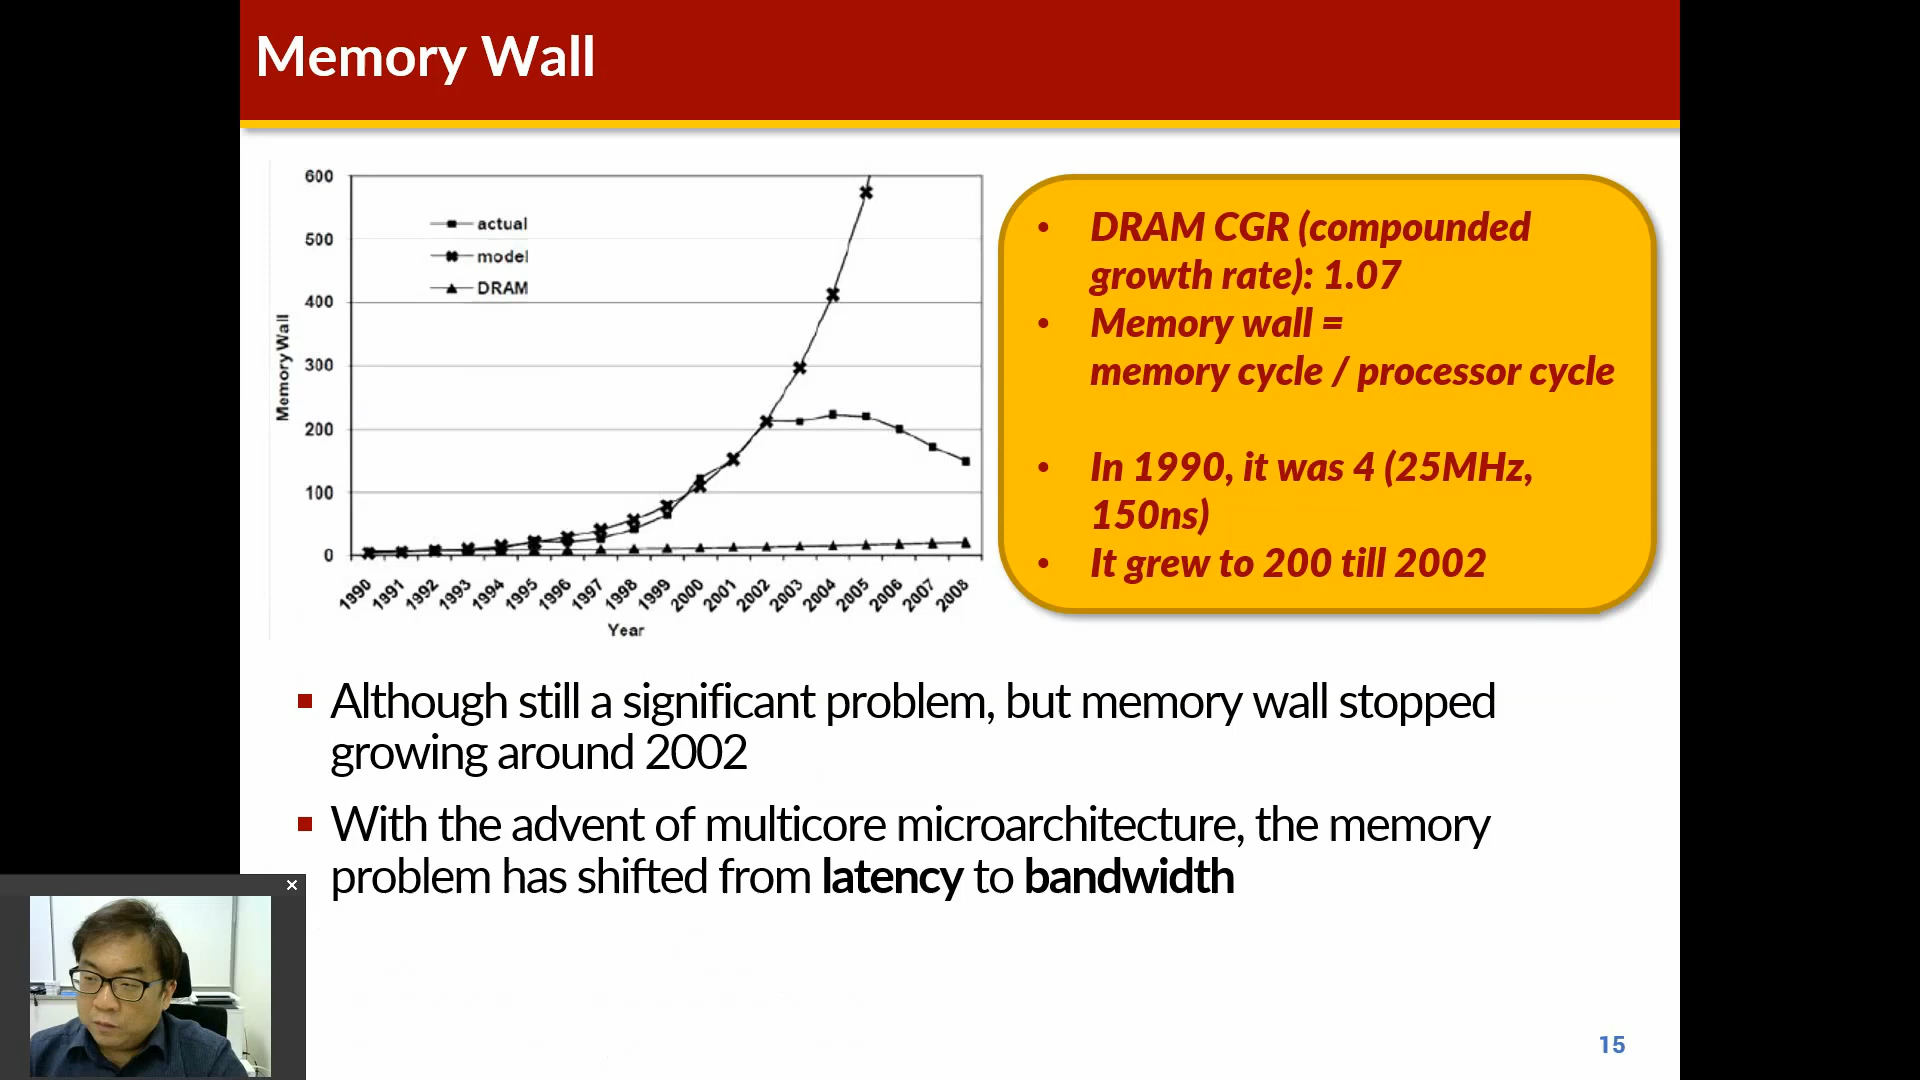 Memory Wall
600
500
400
300
200
100
0
Memory Wall
actual
model
DRAM
1990 1991 1992 1993 1994 1995 1996 1997 1998 1999 2000 2001 2002 2003 2004 2005 2006 2007 2008
Year
• DRAM CGR (compounded
growth rate): 1.07
• Memory wall =
memory cycle / processor cycle
• In 1990, it was 4 (25MHz,
150ns)
• It grew to 200 till 2002
Although still a significant problem, but memory wall stopped
growing around 2002
With the advent of multicore microarchitecture, the memory
problem has shifted from latency to bandwidth
15